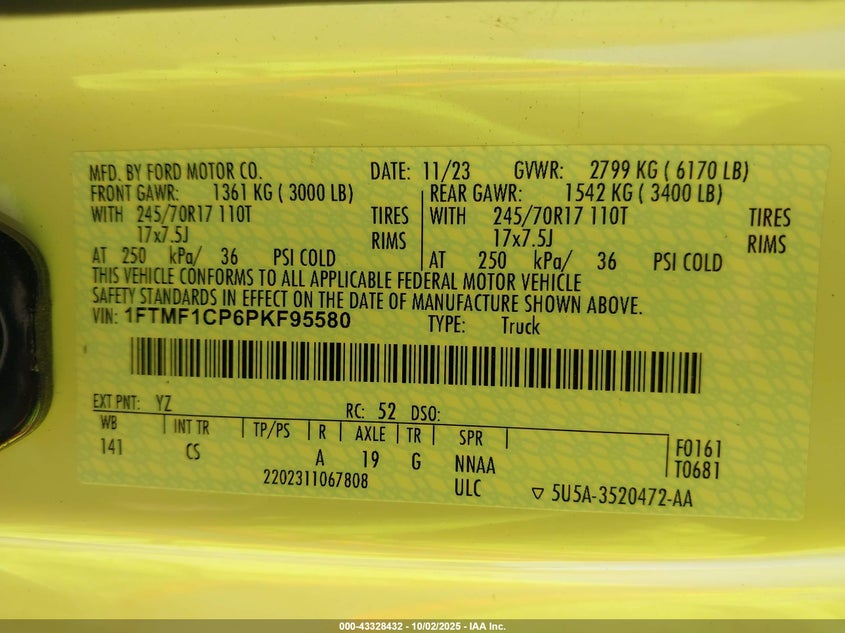 MFD. BY FORD MOTOR CO. DATE: 11/23 GVWR: 2799 KG ( 6170 LB)
FRONT GAWR: 1361 KG ( 3000 LB) REAR GAWR: 1542 KG ( 3400 LB)
WITH 245/70R17 110T TIRES WITH 245/70R17 110T TIRES
17x7.5J RIMS 17x7.5J RIMS
AT 250 kPa/ 36 PSI COLD AT 250 kPa/ 36 PSI COLD
THIS VEHICLE CONFORMS TO ALL APPLICABLE FEDERAL MOTOR VEHICLE
SAFETY STANDARDS IN EFFECT ON THE DATE OF MANUFACTURE SHOWN ABOVE.
VIN: 1FTMF1CP6PKF95580 TYPE: Truck
EXT PNT: YZ RC: 52 DSO:
WB INT TR TP/PS R AXLE TR SPR
141 CS A 19 G NNAA F0161
2202311067808 ULC T0681
▽ 5U5A-3520472-AA
000-43328432 - 10/02/2025 - IAA Inc.